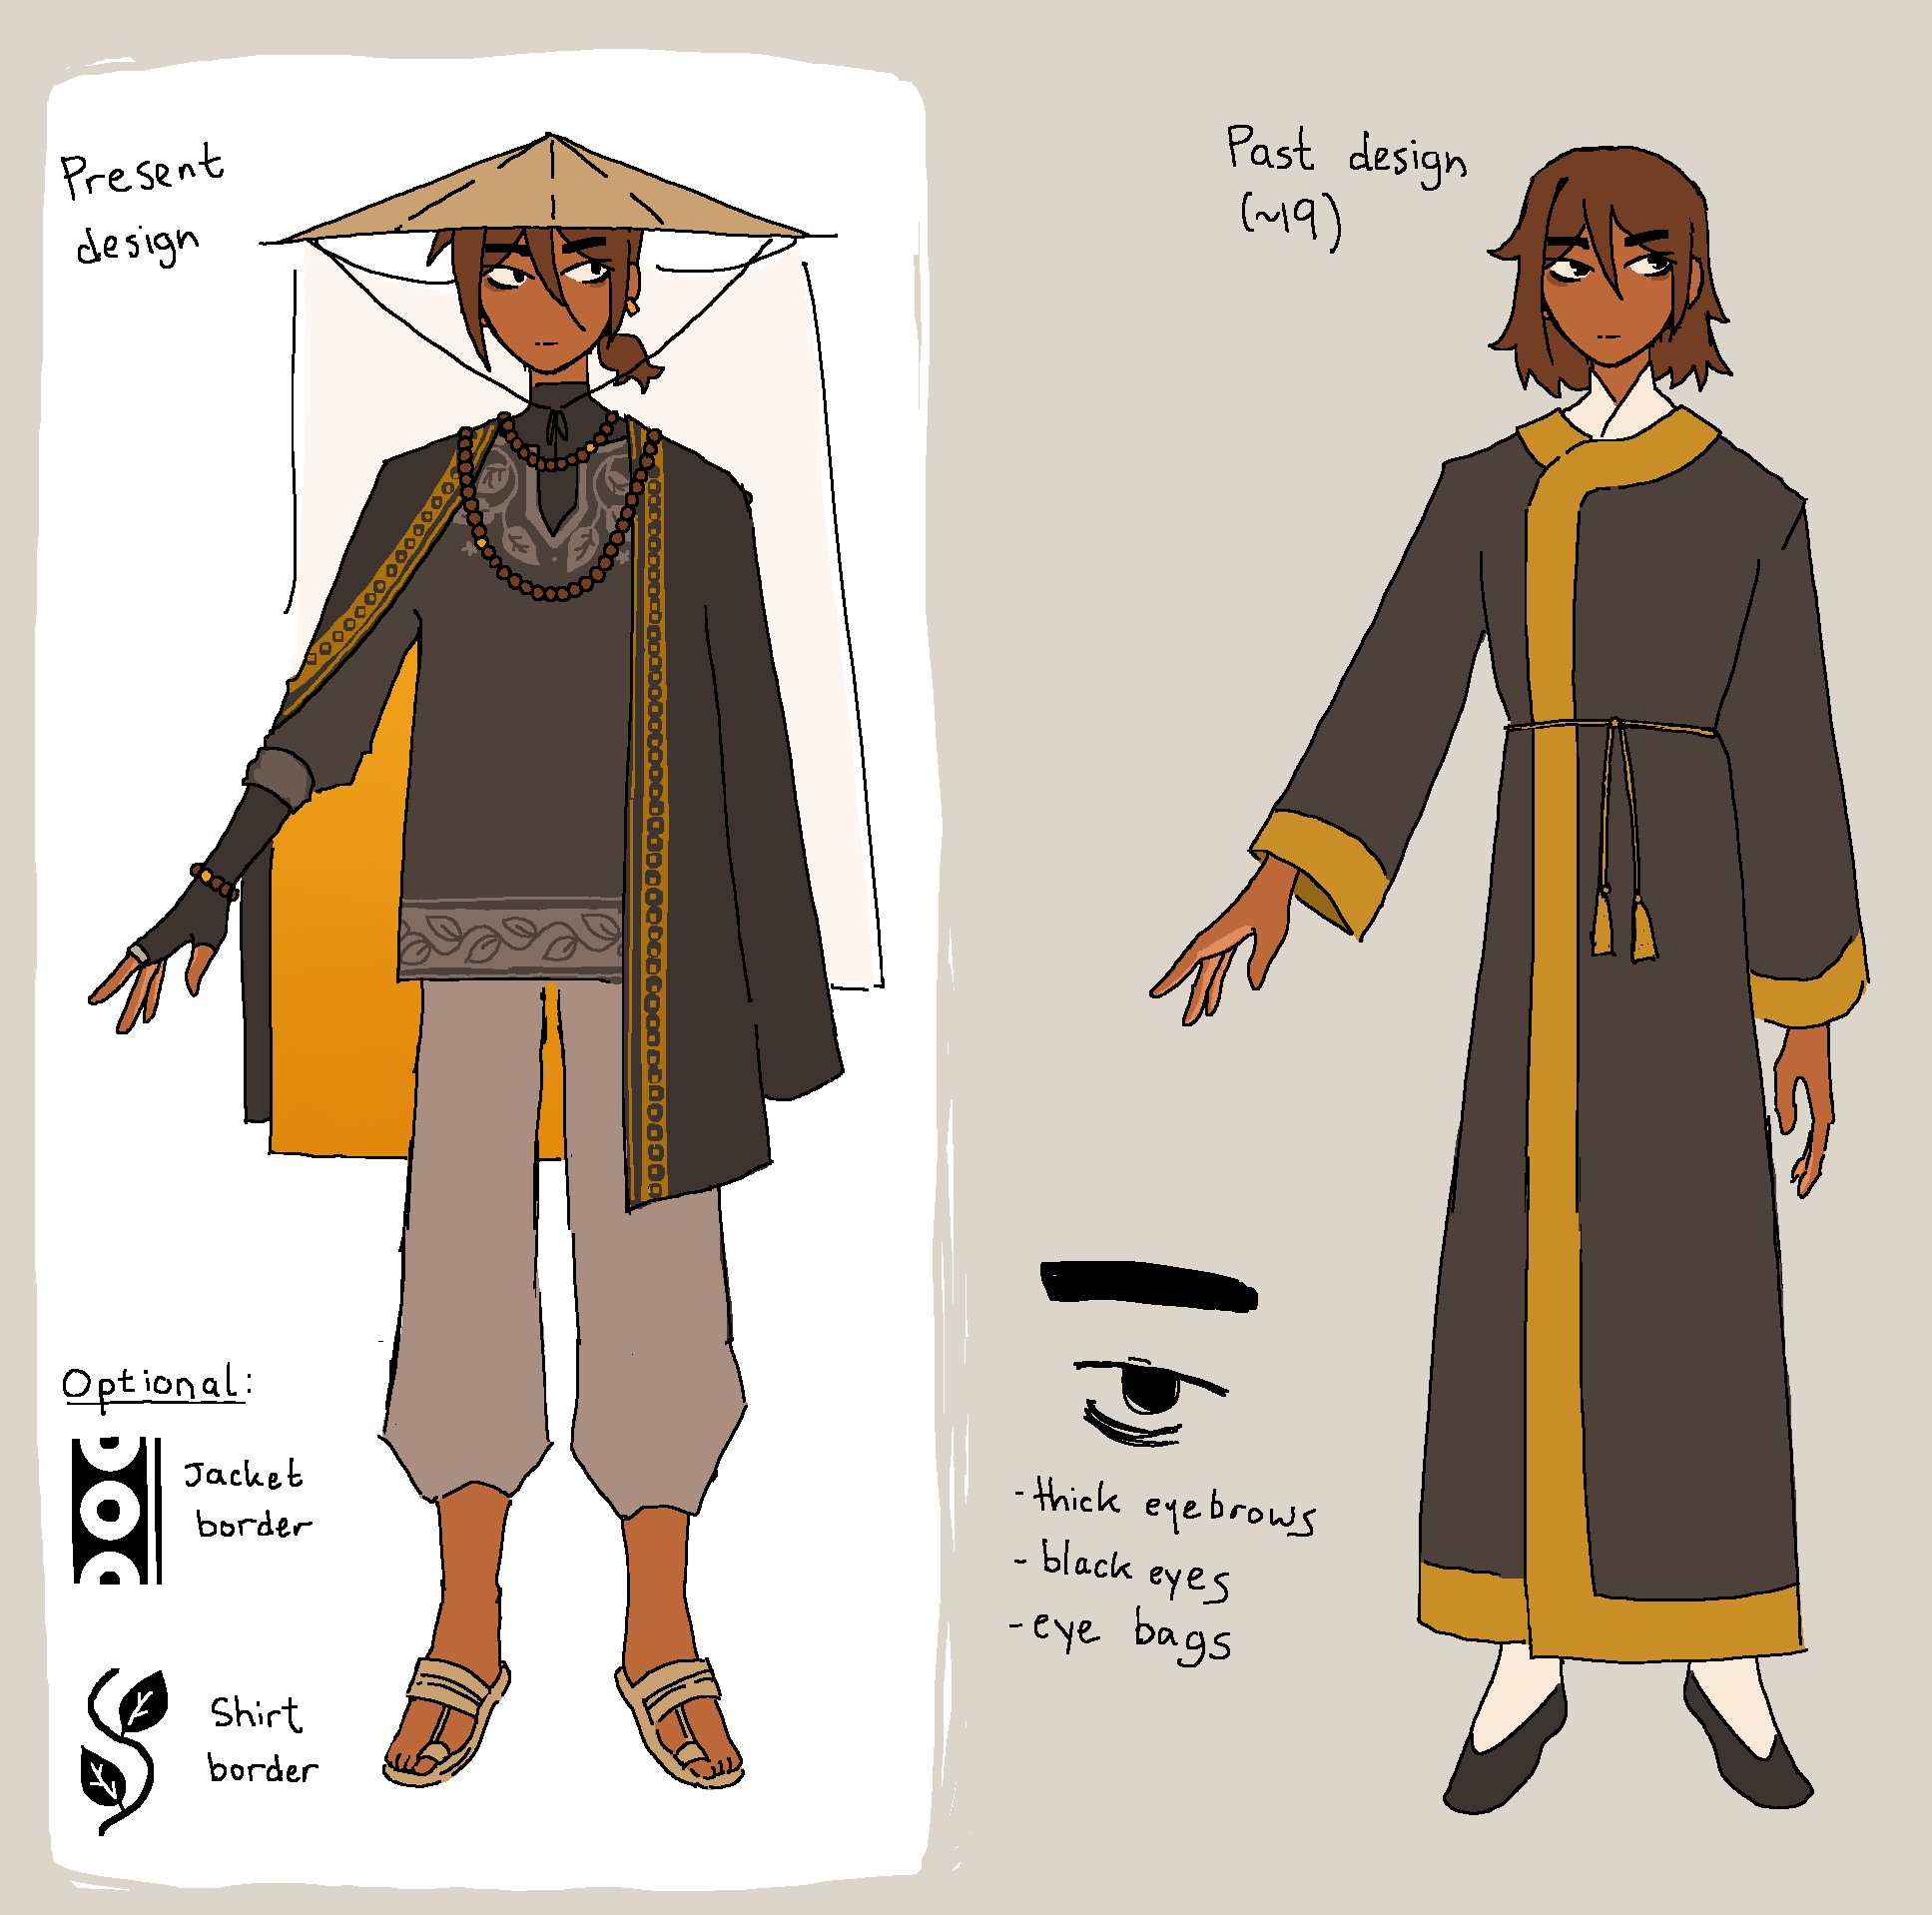 Present
design
Past design
(~19)
- thick eyebrows
- black eyes
- eye bags
Optional:
Jacket
border
Shirt
border